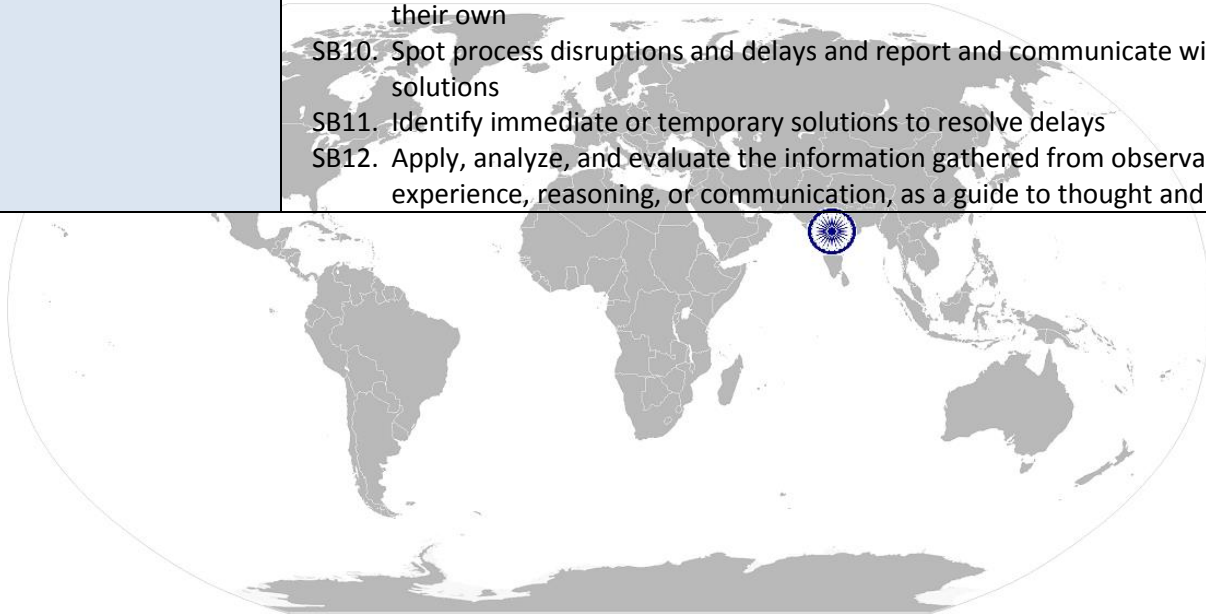 their own
SB10. Spot process disruptions and delays and report and communicate wi
solutions
SB11. Identify immediate or temporary solutions to resolve delays
SB12. Apply, analyze, and evaluate the information gathered from observa
experience, reasoning, or communication, as a guide to thought and